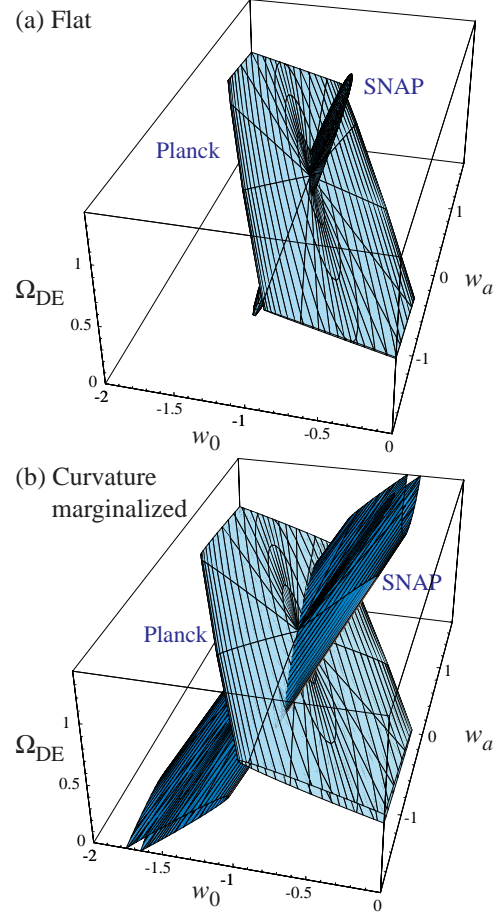 (a) Flat
SNAP
Planck
1
0
-1
w_a
Ω_DE
1
0.5
0
-2
-1.5
-1
-0.5
0
w_0
(b) Curvature
marginalized
SNAP
Planck
1
0
-1
w_a
Ω_DE
1
0.5
0
-2
-1.5
-1
-0.5
0
w_0